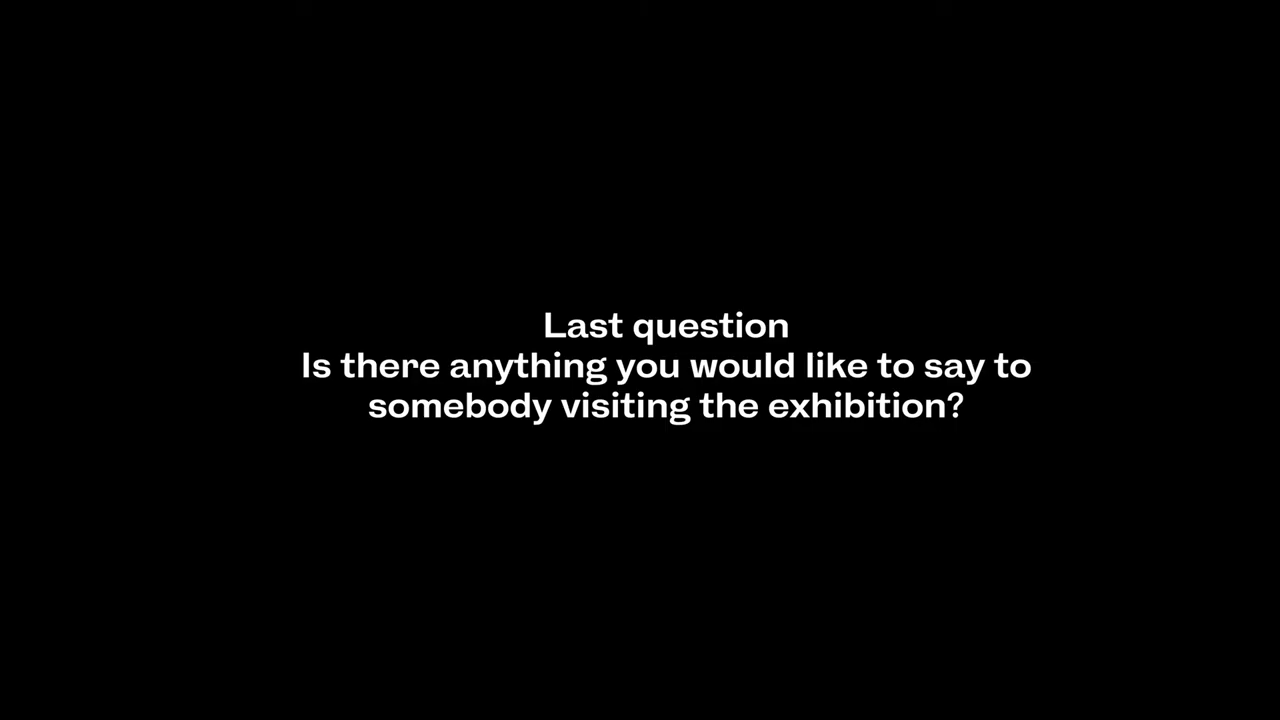 Last question
Is there anything you would like to say to
somebody visiting the exhibition?